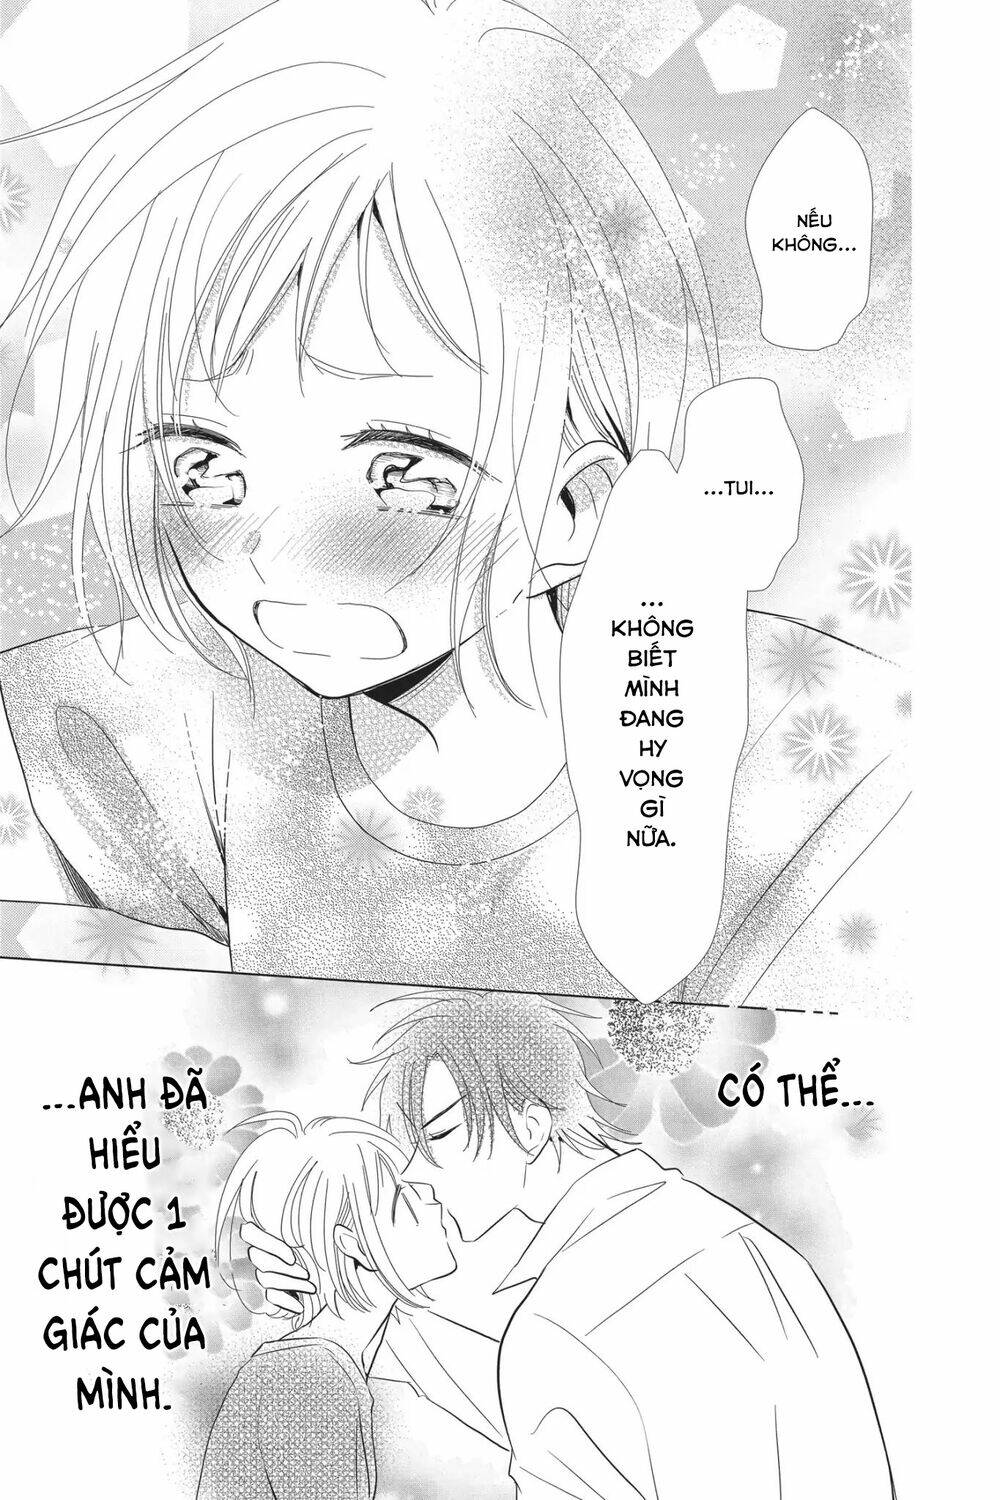 NẾU
KHÔNG...
...TUI...
...
KHÔNG
BIẾT
MÌNH
ĐANG
HY
VỌNG
GÌ
NỮA.
CÓ THỂ...
...ANH ĐÃ
HIỂU
ĐƯỢC 1
CHÚT CẢM
GIÁC CỦA
MÌNH.